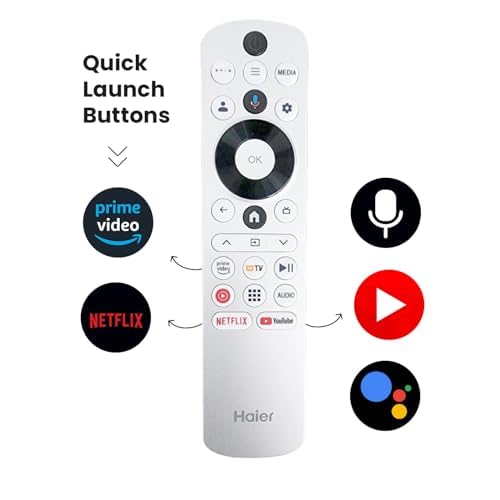 Quick
Launch
Buttons
prime
video
NETFLIX
MEDIA
OK
prime
video
TV
AUDIO
NETFLIX
YouTube
Haier